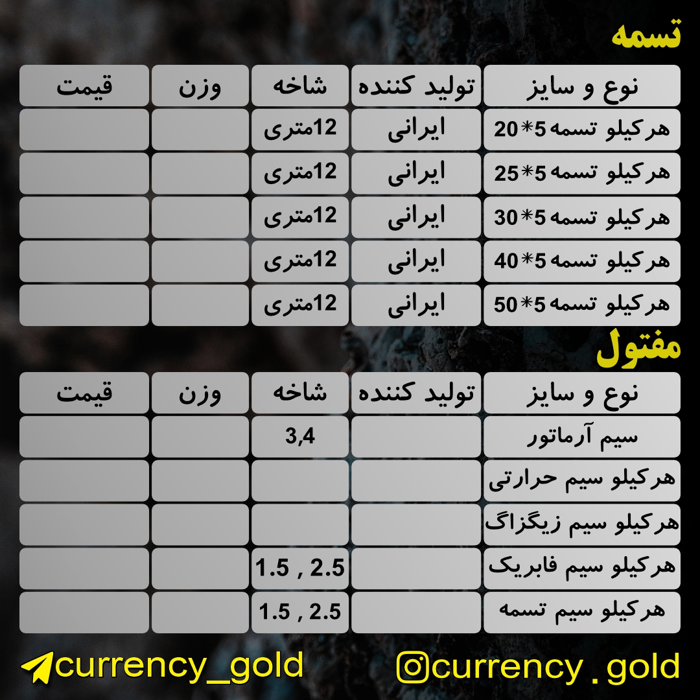 تسمه
نوع و سایز تولید کننده شاخه وزن قیمت
هرکیلو تسمه 5*20 ایرانی 12متری
هرکیلو تسمه 5*25 ایرانی 12متری
هرکیلو تسمه 5*30 ایرانی 12متری
هرکیلو تسمه 5*40 ایرانی 12متری
هرکیلو تسمه 5*50 ایرانی 12متری
مفتول
نوع و سایز تولید کننده شاخه وزن قیمت
سیم آرماتور 3,4
هرکیلو سیم حرارتی
هرکیلو سیم زیگزاگ
هرکیلو سیم فابریک 1.5 , 2.5
هرکیلو سیم تسمه 1.5 , 2.5
currency_gold currency.gold